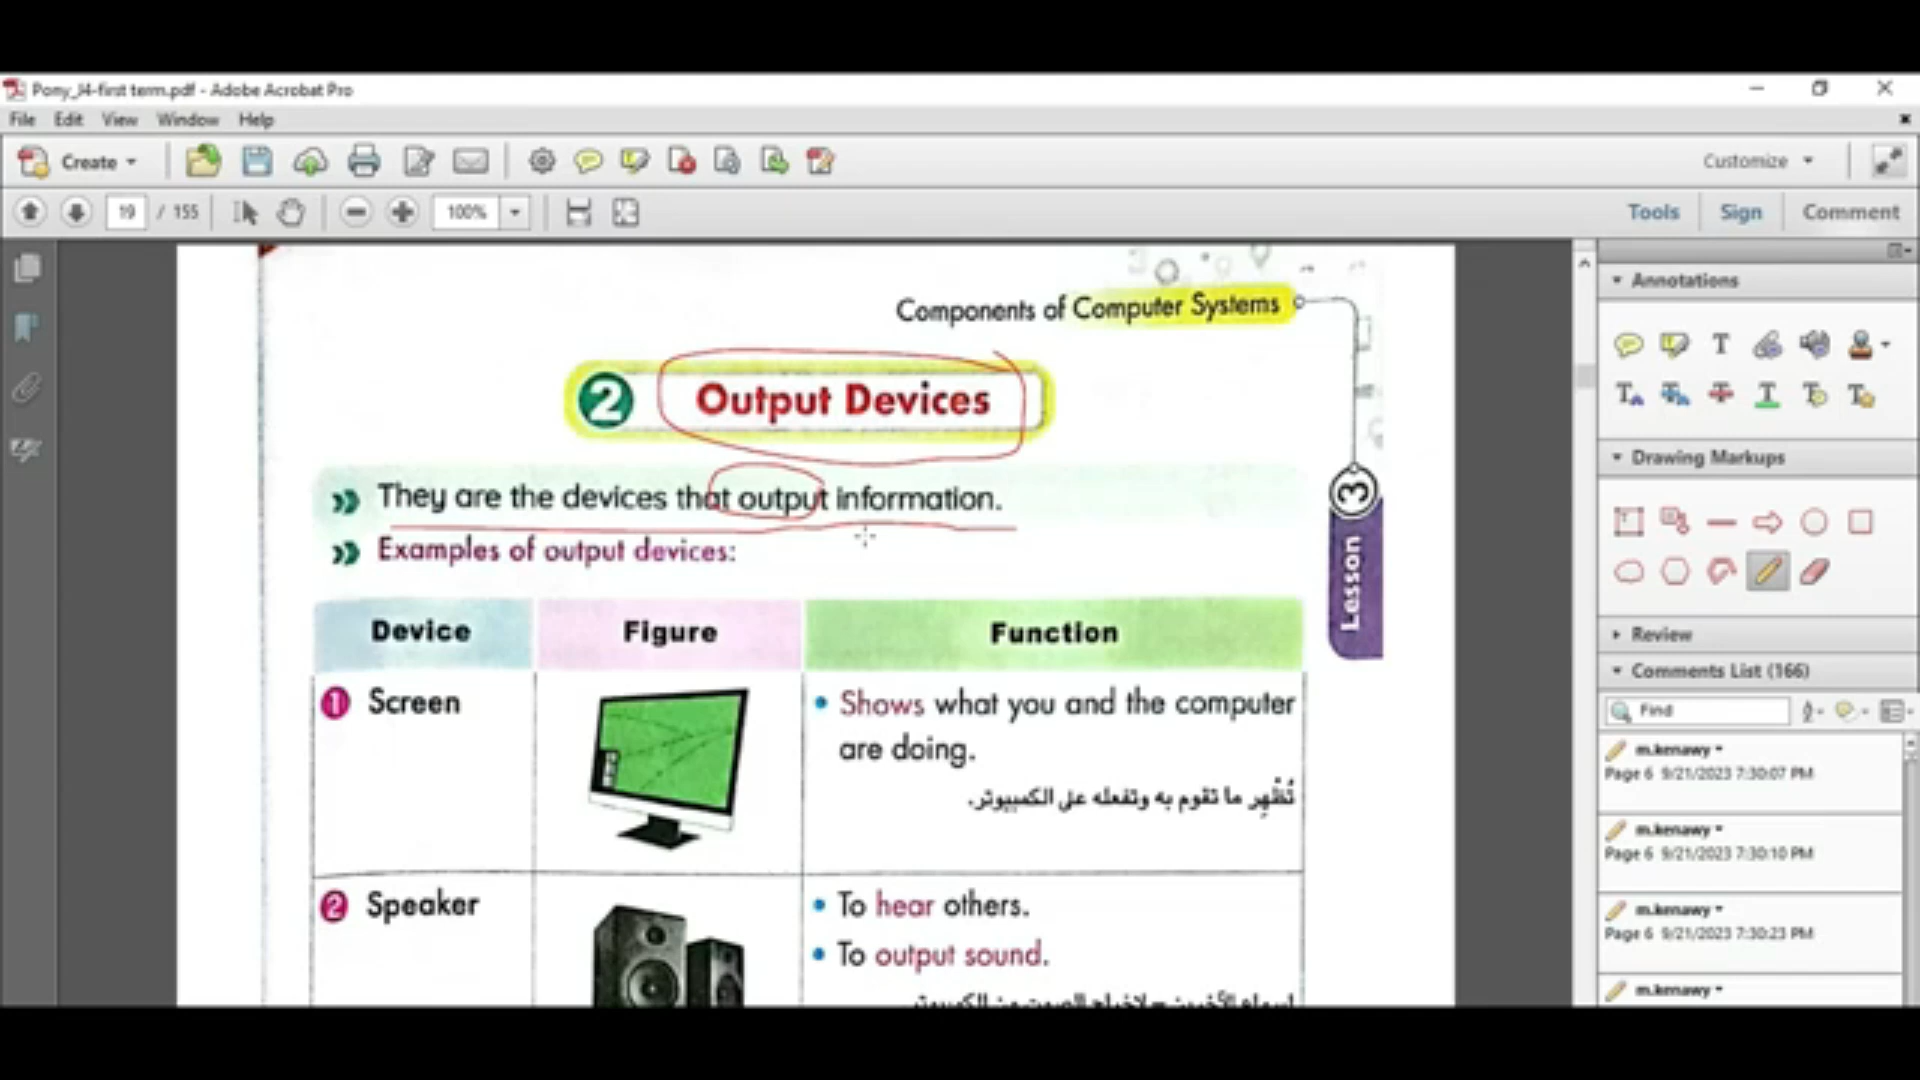 Pony_J4-first term.pdf - Adobe Acrobat Pro
File Edit View Window Help
Create
Customize
19 / 155
100%
Tools Sign Comment
Components of Computer Systems
2 Output Devices
They are the devices that output information.
Examples of output devices:
Device Figure Function
1 Screen
Shows what you and the computer
are doing.
تُظْهِر ما تقوم به وتفعله على الكمبيوتر.
2 Speaker
To hear others.
To output sound.
Lesson 3
Annotations
Drawing Markups
Review
Comments List (166)
Find
m.kenawy
Page 6 9/21/2023 7:30:07 PM
m.kenawy
Page 6 9/21/2023 7:30:10 PM
m.kenawy
Page 6 9/21/2023 7:30:23 PM
m.kenawy